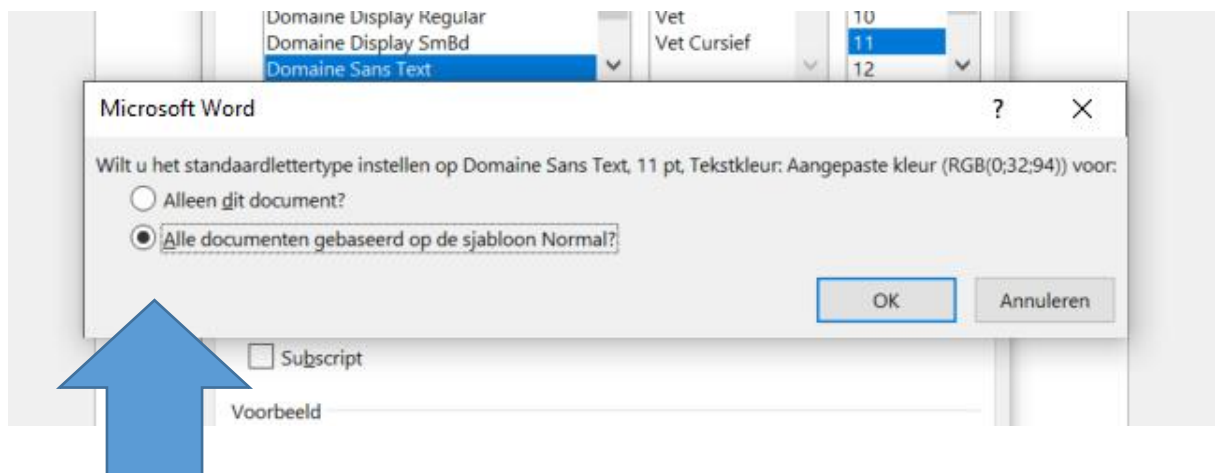 Domaine Display Regular Vet 10
Domaine Display SmBd Vet Cursief 11
Domaine Sans Text 12
Microsoft Word ?
Wilt u het standaardlettertype instellen op Domaine Sans Text, 11 pt, Tekstkleur: Aangepaste kleur (RGB(0;32;94)) voor:
Alleen dit document?
Alle documenten gebaseerd op de sjabloon Normal?
OK Annuleren
Subscript
Voorbeeld